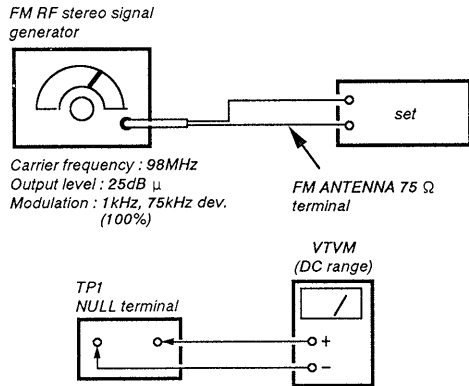 FM RF stereo signal
generator
set
Carrier frequency : 98MHz
Output level : 25dB μ
Modulation : 1kHz, 75kHz dev.
(100%)
FM ANTENNA 75 Ω
terminal
VTVM
(DC range)
TP1
NULL terminal
+
−